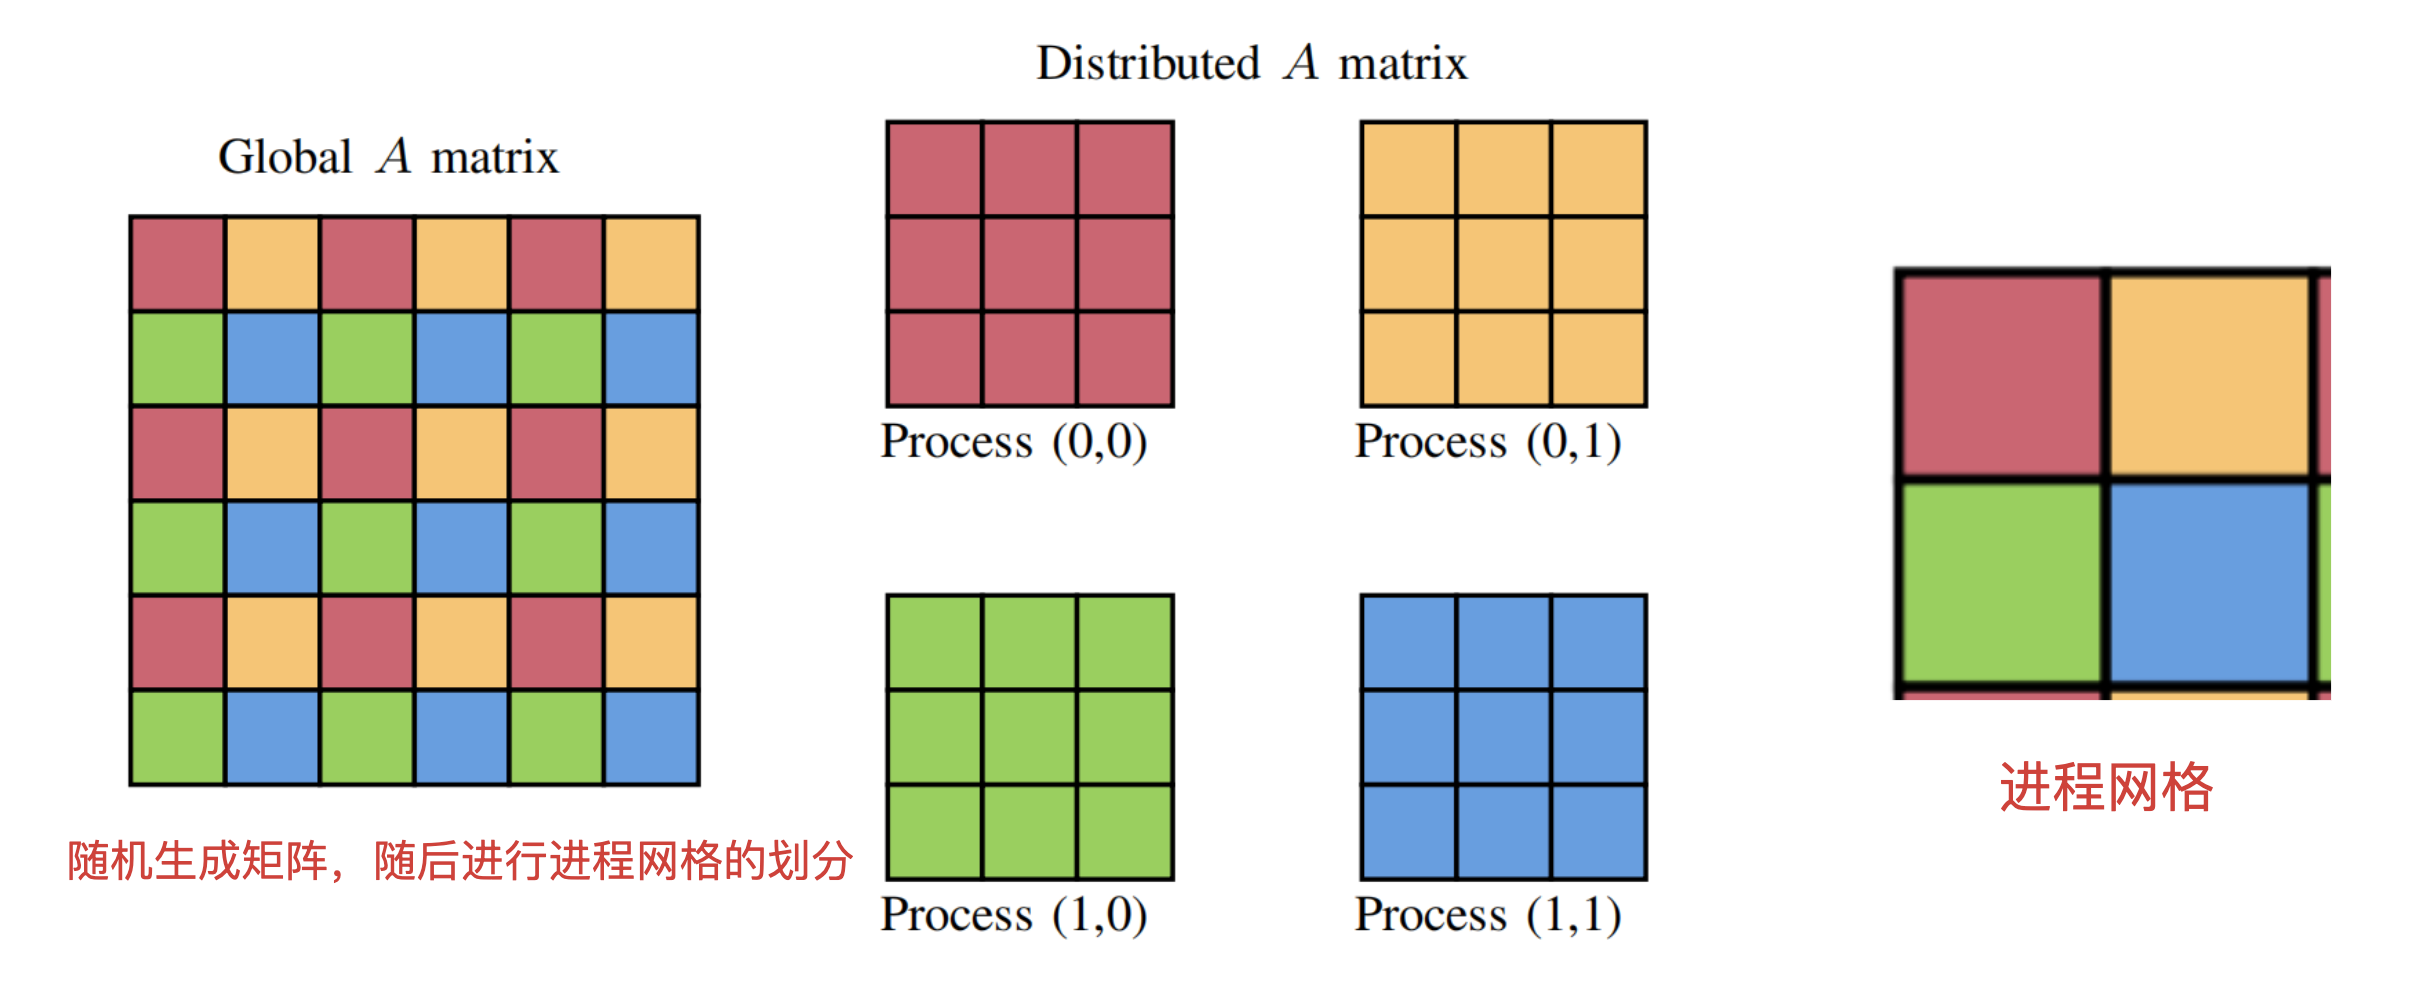 Distributed A matrix
Global A matrix
Process (0,0)
Process (0,1)
进程网格
随机生成矩阵，随后进行进程网格的划分
Process (1,0)
Process (1,1)